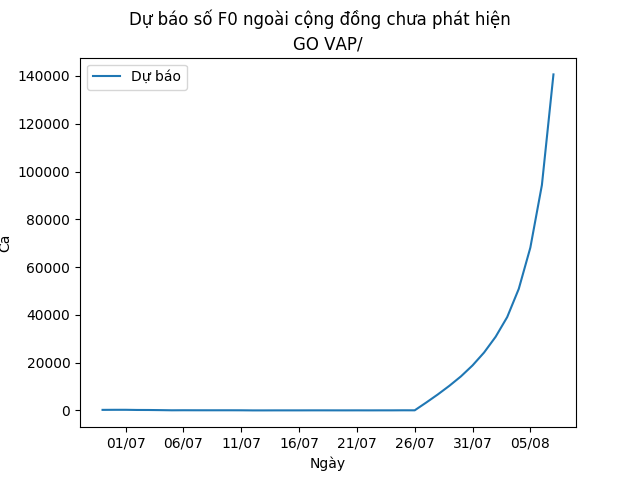 Dự báo số F0 ngoài cộng đồng chưa phát hiện
GO VAP/
Dự báo
140000
120000
100000
80000
60000
40000
20000
0
Ca
01/07 06/07 11/07 16/07 21/07 26/07 31/07 05/08
Ngày